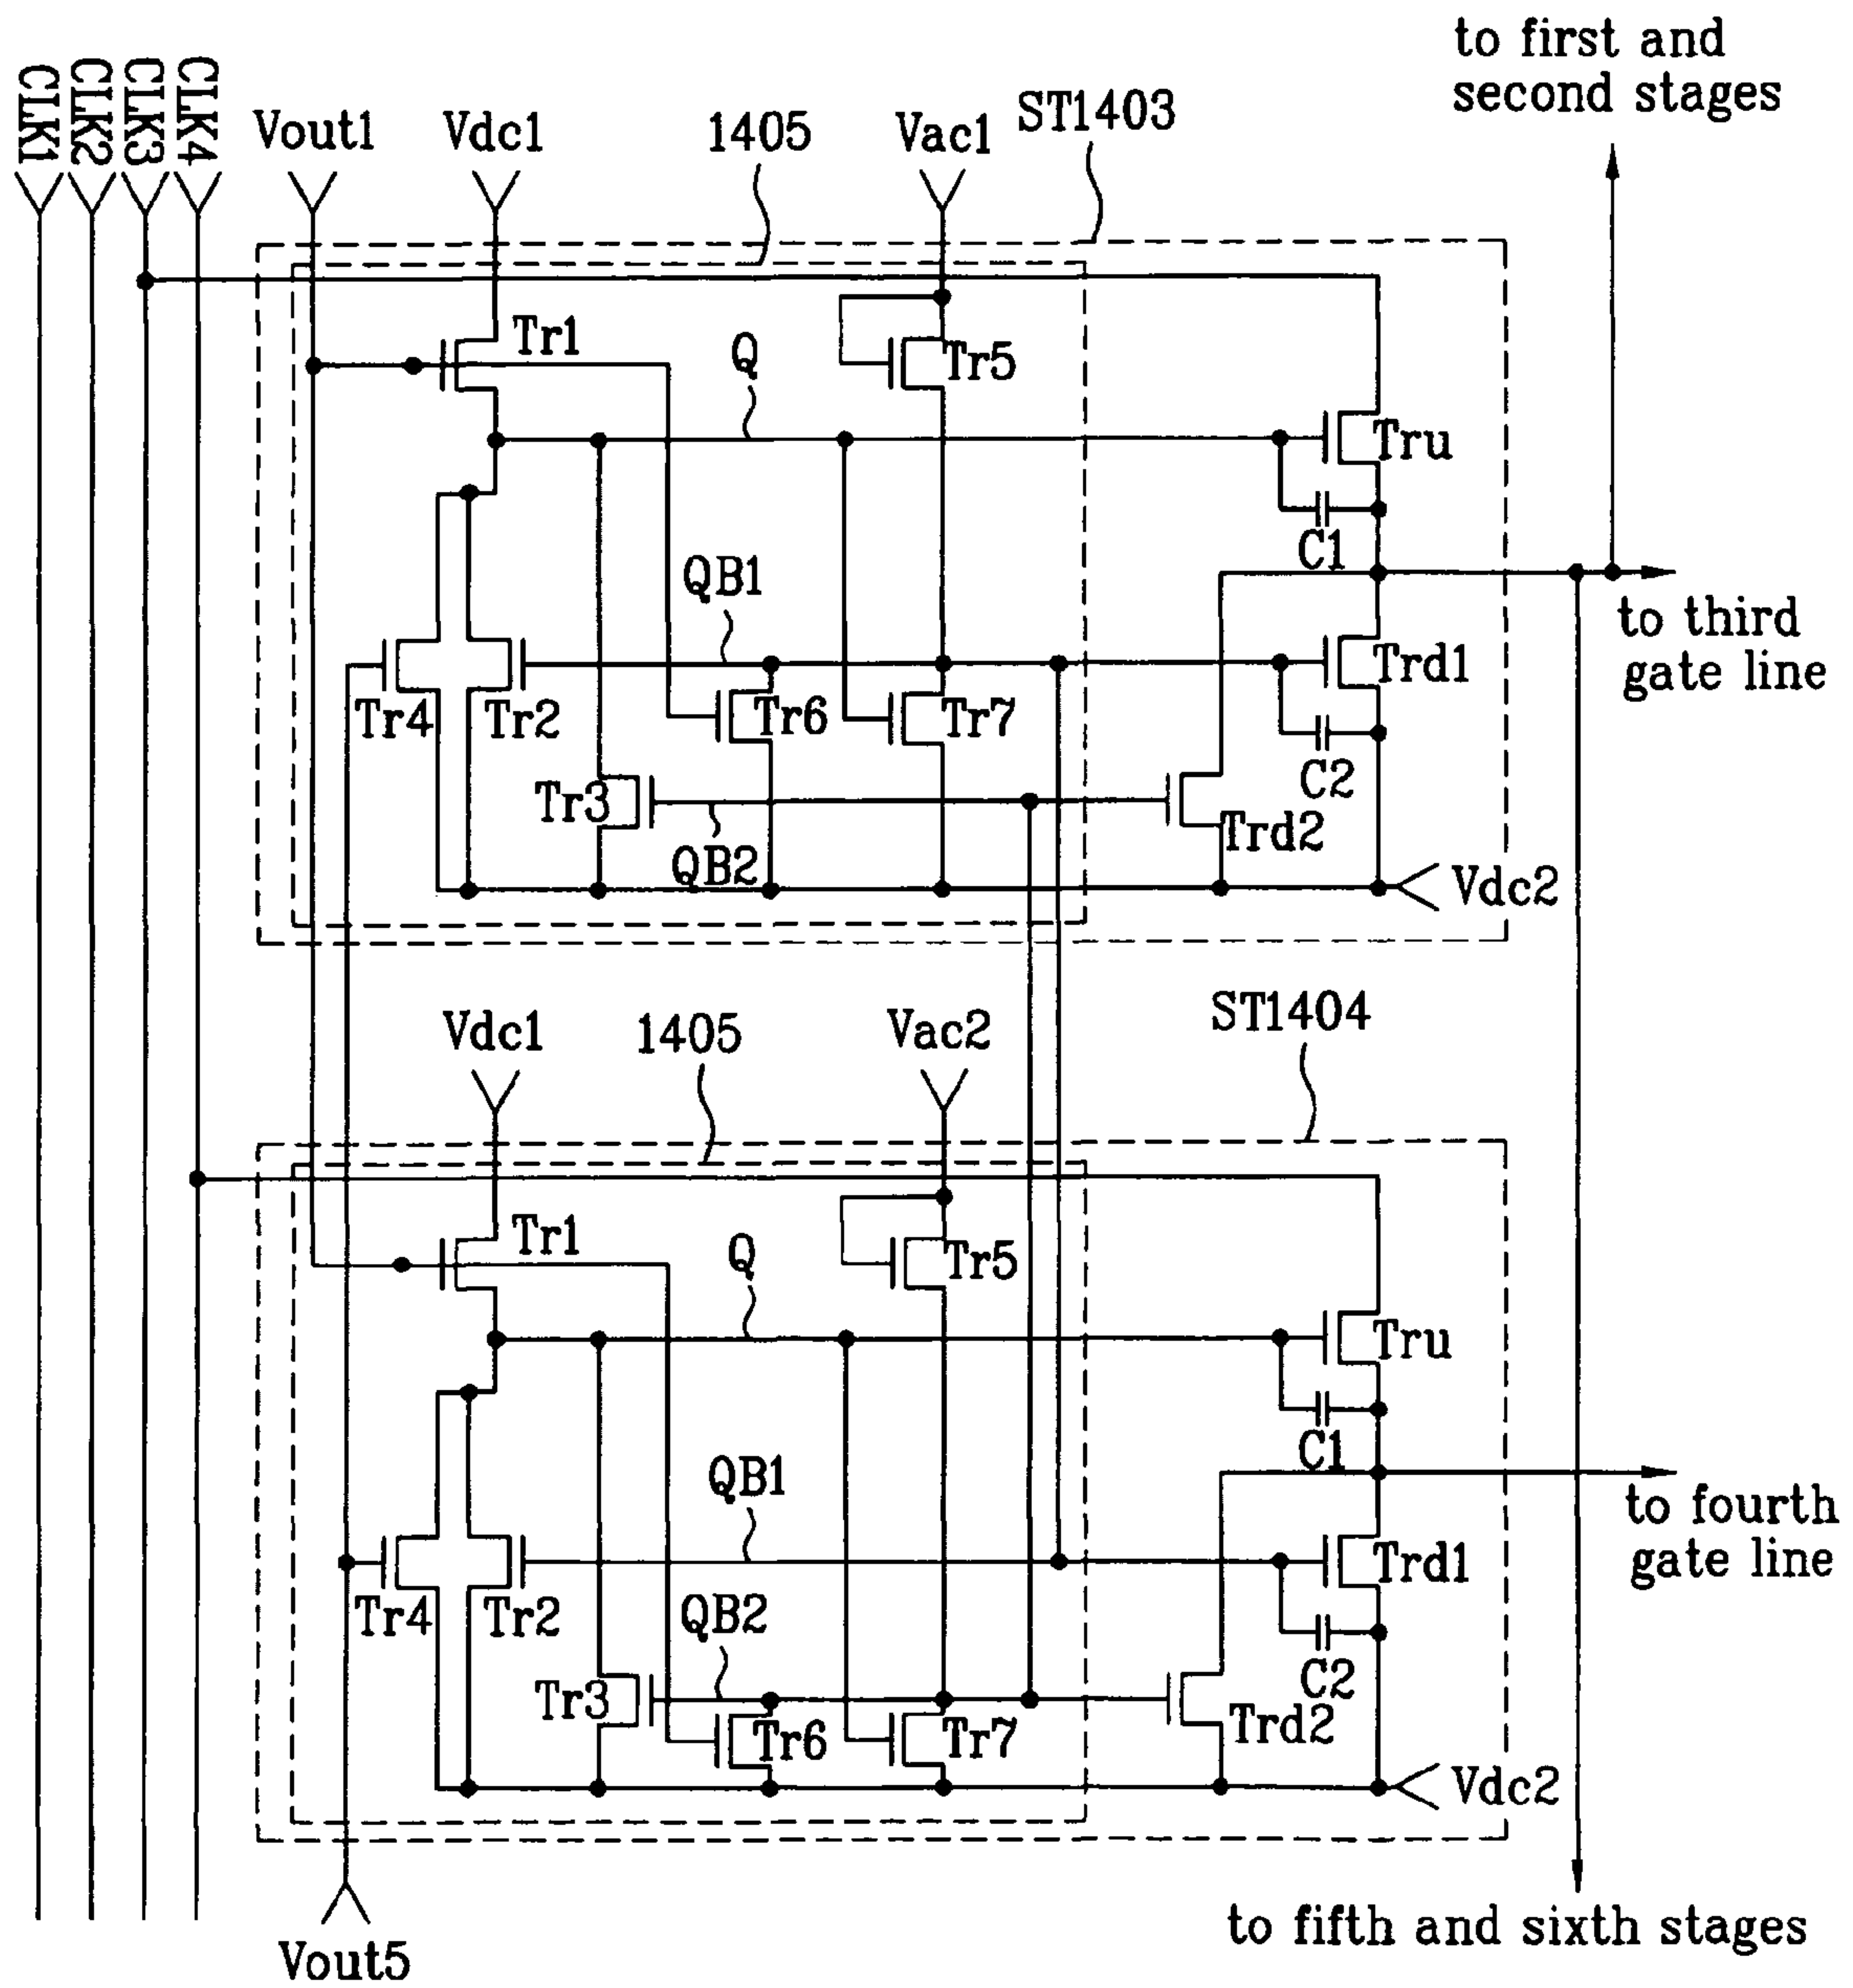 to first and
second stages
CLK1
CLK2
CLK3
CLK4
Vout1
Vdc1
1405
Vac1
ST1403
Tr1
Q
Tr5
Tru
C1
QB1
to third
gate line
Tr4
Tr2
Tr6
Tr7
Trd1
C2
Tr3
QB2
Trd2
Vdc2
Vdc1
1405
Vac2
ST1404
Tr1
Q
Tr5
Tru
C1
QB1
to fourth
gate line
Tr4
Tr2
QB2
Trd1
C2
Tr3
Tr6
Tr7
Trd2
Vdc2
Vout5
to fifth and sixth stages